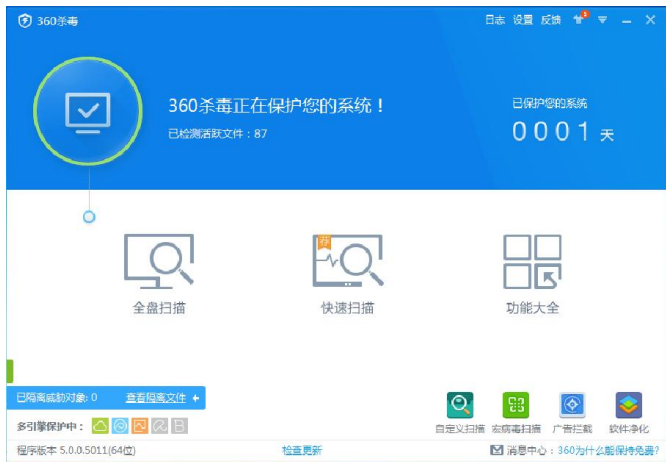 360杀毒
日志 设置 反馈
360杀毒正在保护您的系统！
已检测活跃文件：87
已保护您的系统
0001 天
荐
全盘扫描 快速扫描 功能大全
已隔离威胁对象: 0 查看隔离文件
多引擎保护中：
自定义扫描 宏病毒扫描 广告拦截 软件净化
程序版本 5.0.0.5011(64位) 检查更新 消息中心：360为什么能保持免费?